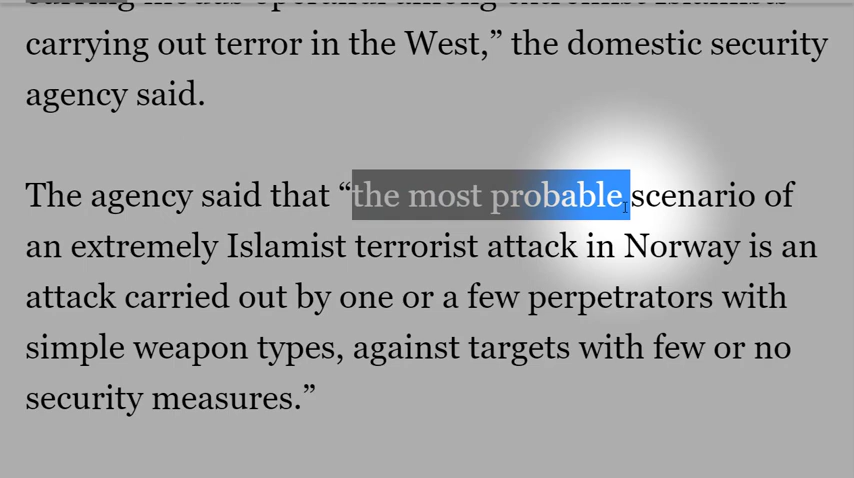 carrying out terror in the West,” the domestic security
agency said.
The agency said that “the most probable scenario of
an extremely Islamist terrorist attack in Norway is an
attack carried out by one or a few perpetrators with
simple weapon types, against targets with few or no
security measures.”